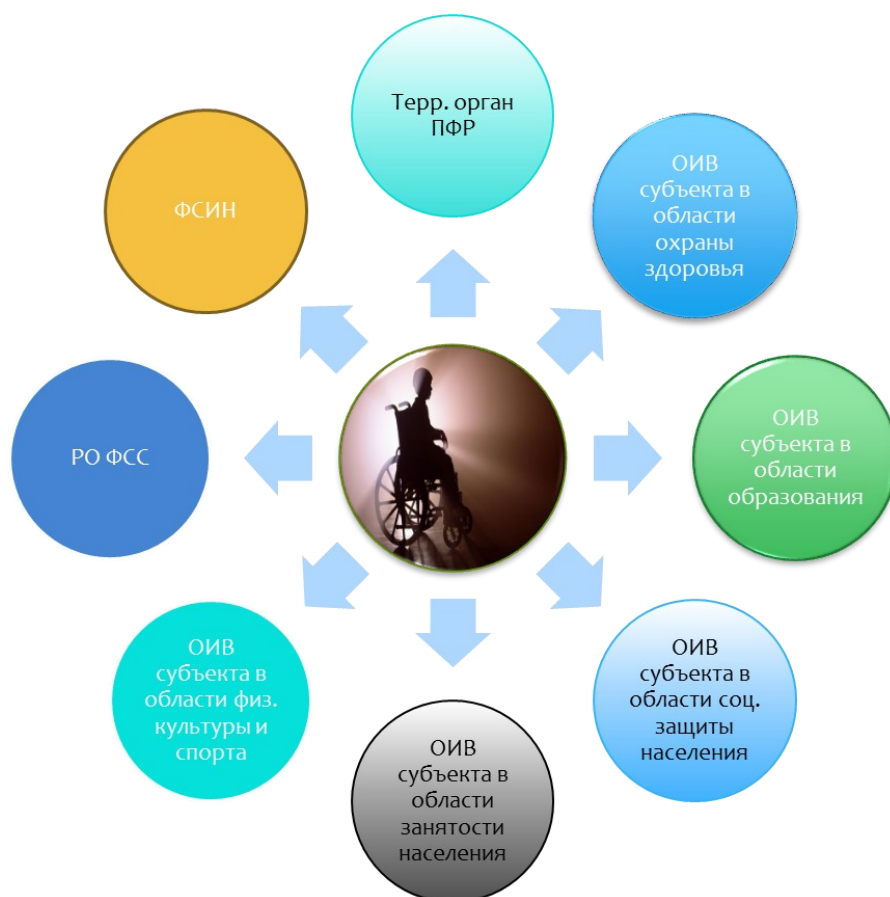 Терр. орган
ПФР
ОИВ
субъекта в
области
охраны
здоровья
ОИВ
субъекта в
области
образования
ОИВ
субъекта в
области соц.
защиты
населения
ОИВ
субъекта в
области
занятости
населения
ОИВ
субъекта в
области физ.
культуры и
спорта
РО ФСС
ФСИН